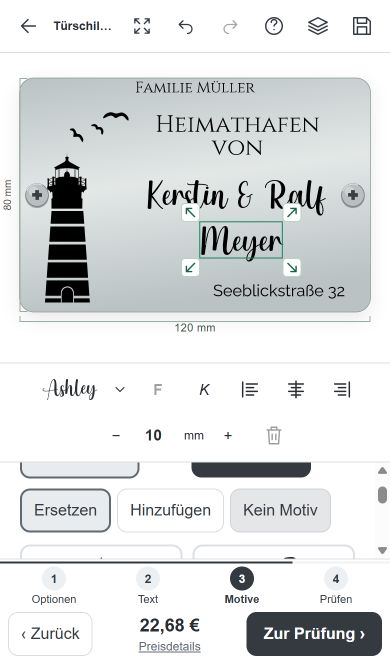 Türschil...
FAMILIE MÜLLER
HEIMATHAFEN
VON
Kerstin & Ralf
Meyer
Seeblickstraße 32
80 mm
120 mm
Ashley
F
K
− 10 mm +
Ersetzen Hinzufügen Kein Motiv
1 2 3 4
Optionen Text Motive Prüfen
‹ Zurück
22,68 €
Preisdetails
Zur Prüfung ›